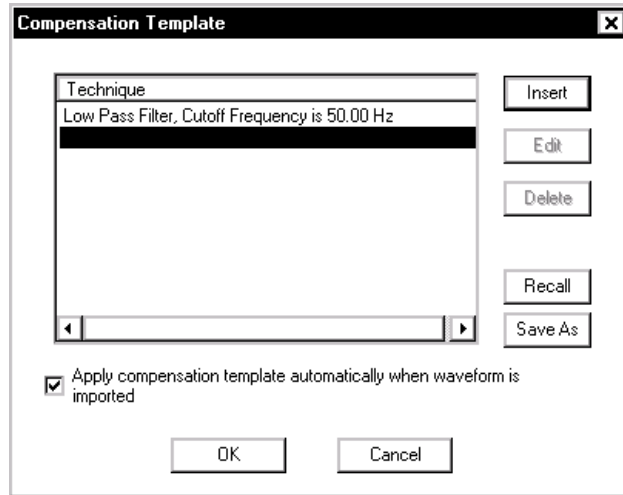 Compensation Template
Technique
Low Pass Filter, Cutoff Frequency is 50.00 Hz
Insert
Edit
Delete
Recall
Save As
Apply compensation template automatically when waveform is
imported
OK
Cancel